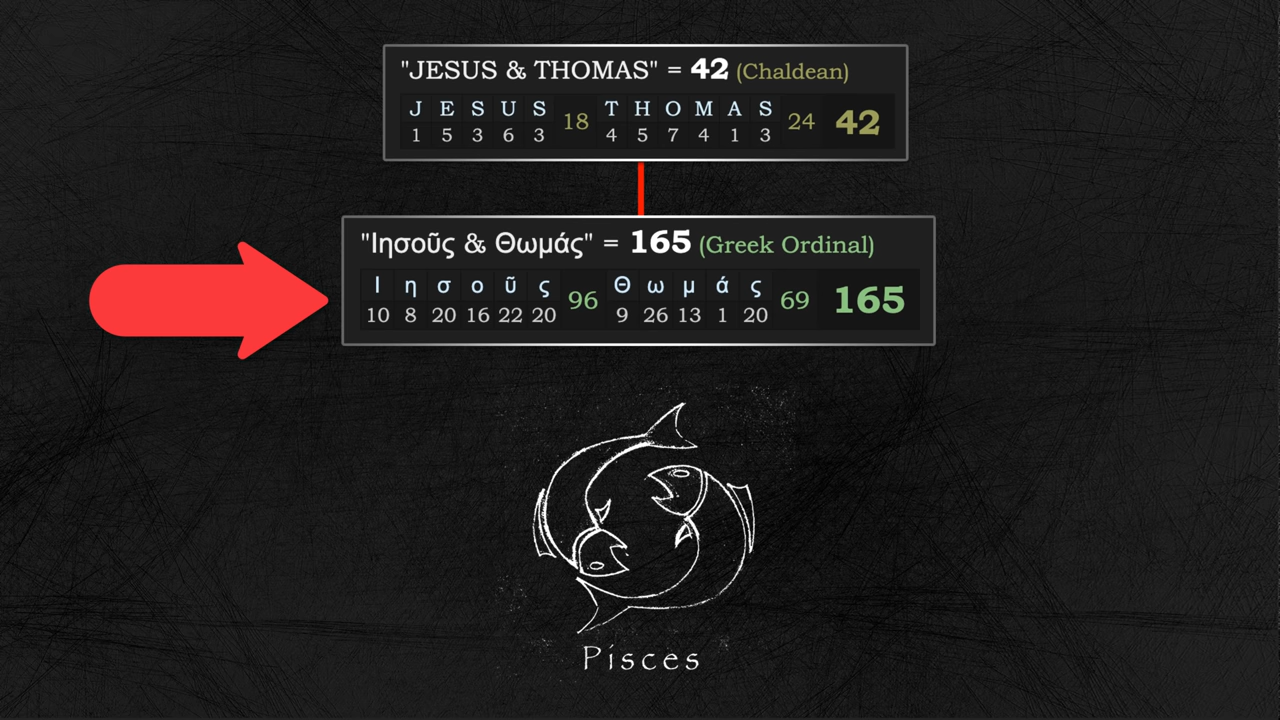 "JESUS & THOMAS" = 42 (Chaldean)
J E S U S 18 T H O M A S 24 42
1 5 3 6 3 4 5 7 4 1 3
"Ιησοῦς & Θωμάς" = 165 (Greek Ordinal)
Ι η σ ο ῦ ς 96 Θ ω μ ά ς 69 165
10 8 20 16 22 20 9 26 13 1 20
Pisces